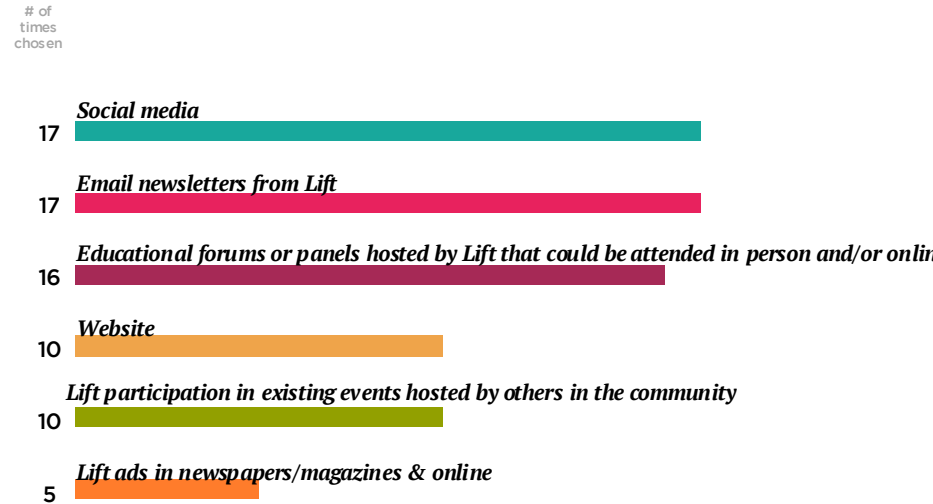 # of
times
chosen
Social media
17
Email newsletters from Lift
17
Educational forums or panels hosted by Lift that could be attended in person and/or
16
Website
10
Lift participation in existing events hosted by others in the community
10
Lift ads in newspapers/magazines & online
5